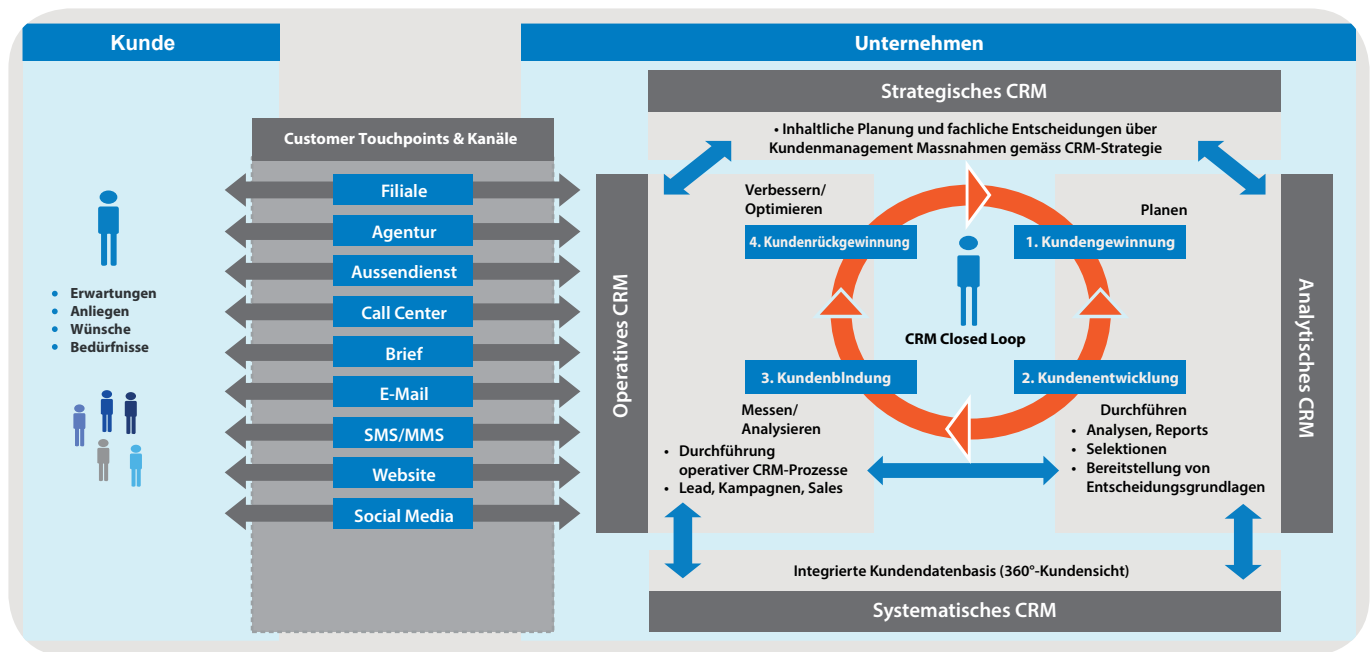 Kunde
Unternehmen
Strategisches CRM
• Inhaltliche Planung und fachliche Entscheidungen über
Kundenmanagement Massnahmen gemäss CRM-Strategie
Customer Touchpoints & Kanäle
Filiale
Agentur
Aussendienst
Call Center
Brief
E-Mail
SMS/MMS
Website
Social Media
• Erwartungen
• Anliegen
• Wünsche
• Bedürfnisse
Operatives CRM
Verbessern/
Optimieren
4. Kundenrückgewinnung
Planen
1. Kundengewinnung
CRM Closed Loop
3. KundenbIndung
2. Kundenentwicklung
Messen/
Analysieren
• Durchführung
operativer CRM-Prozesse
• Lead, Kampagnen, Sales
Durchführen
• Analysen, Reports
• Selektionen
• Bereitstellung von
Entscheidungsgrundlagen
Analytisches CRM
Integrierte Kundendatenbasis (360°-Kundensicht)
Systematisches CRM